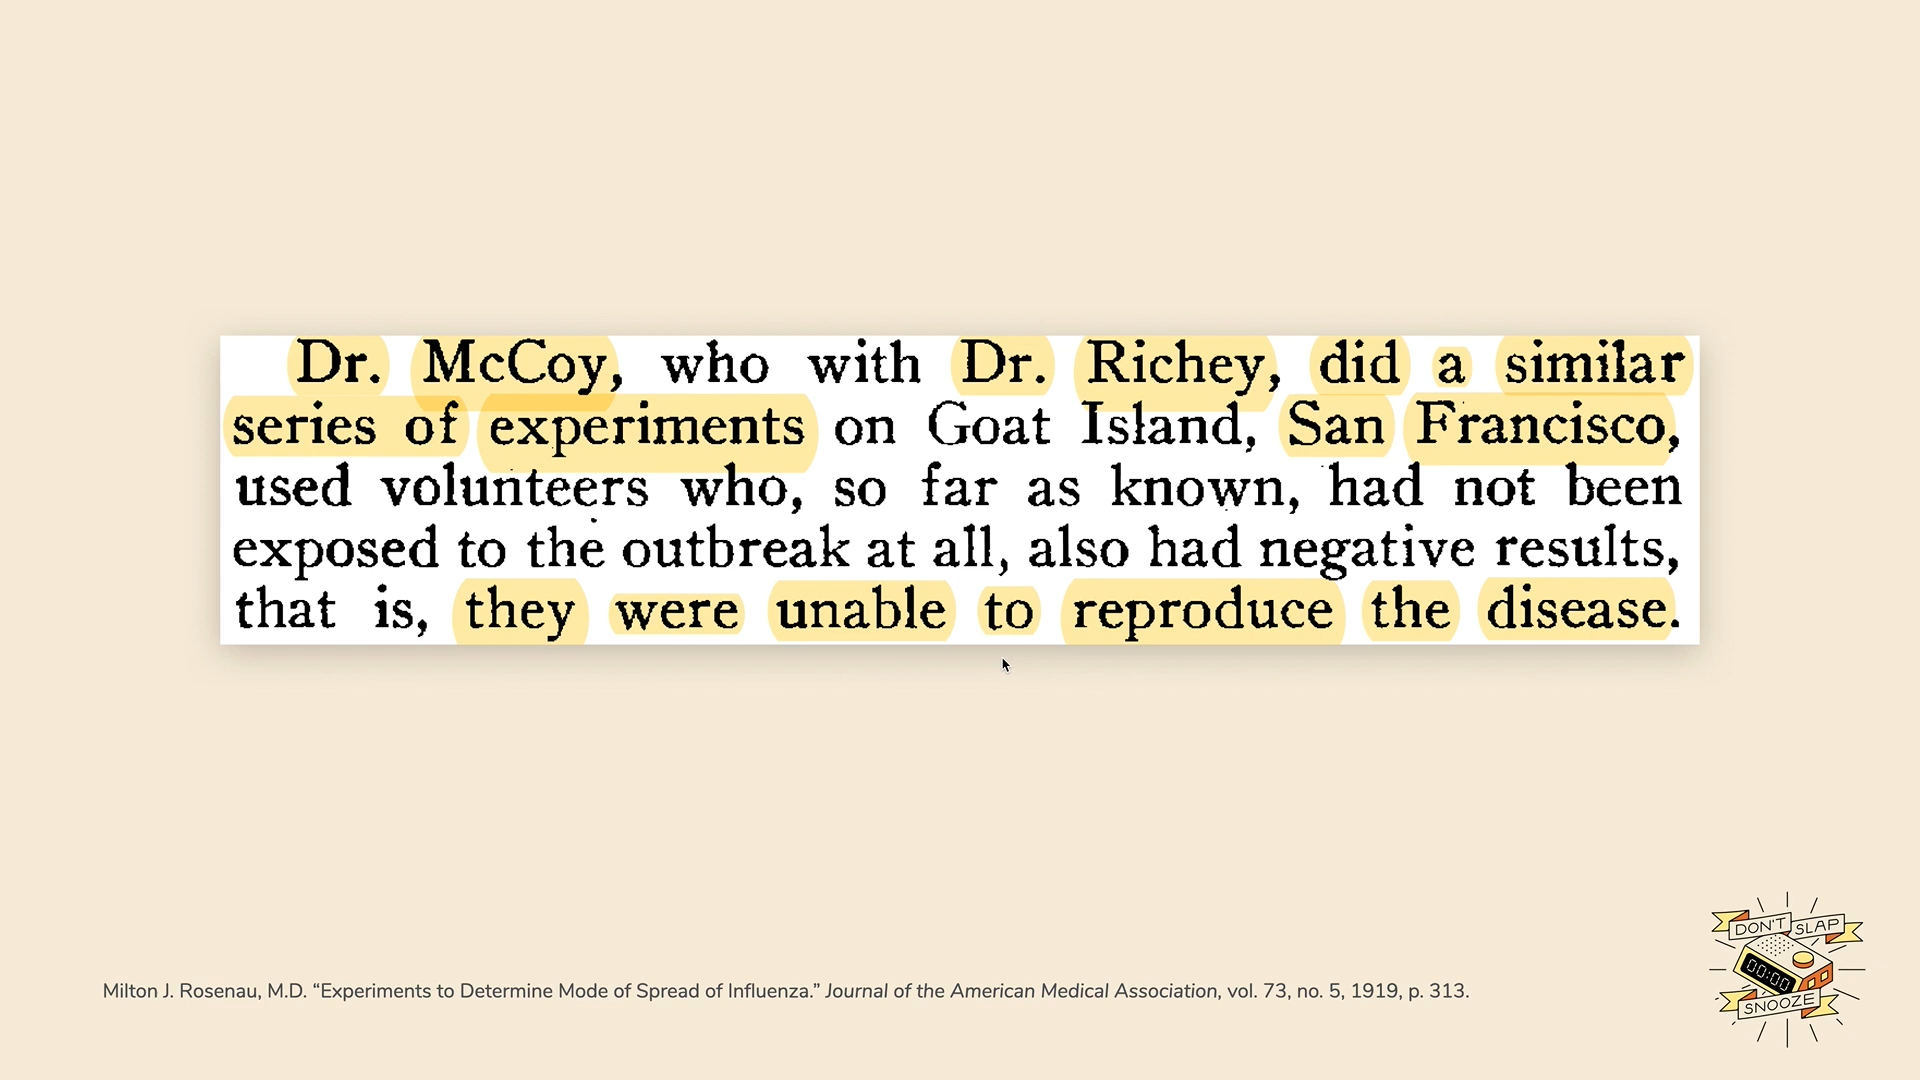 Dr. McCoy, who with Dr. Richey, did a similar
series of experiments on Goat Island, San Francisco,
used volunteers who, so far as known, had not been
exposed to the outbreak at all, also had negative results,
that is, they were unable to reproduce the disease.
DON'T SLAP
00:00
SNOOZE
Milton J. Rosenau, M.D. “Experiments to Determine Mode of Spread of Influenza.” Journal of the American Medical Association, vol. 73, no. 5, 1919, p. 313.